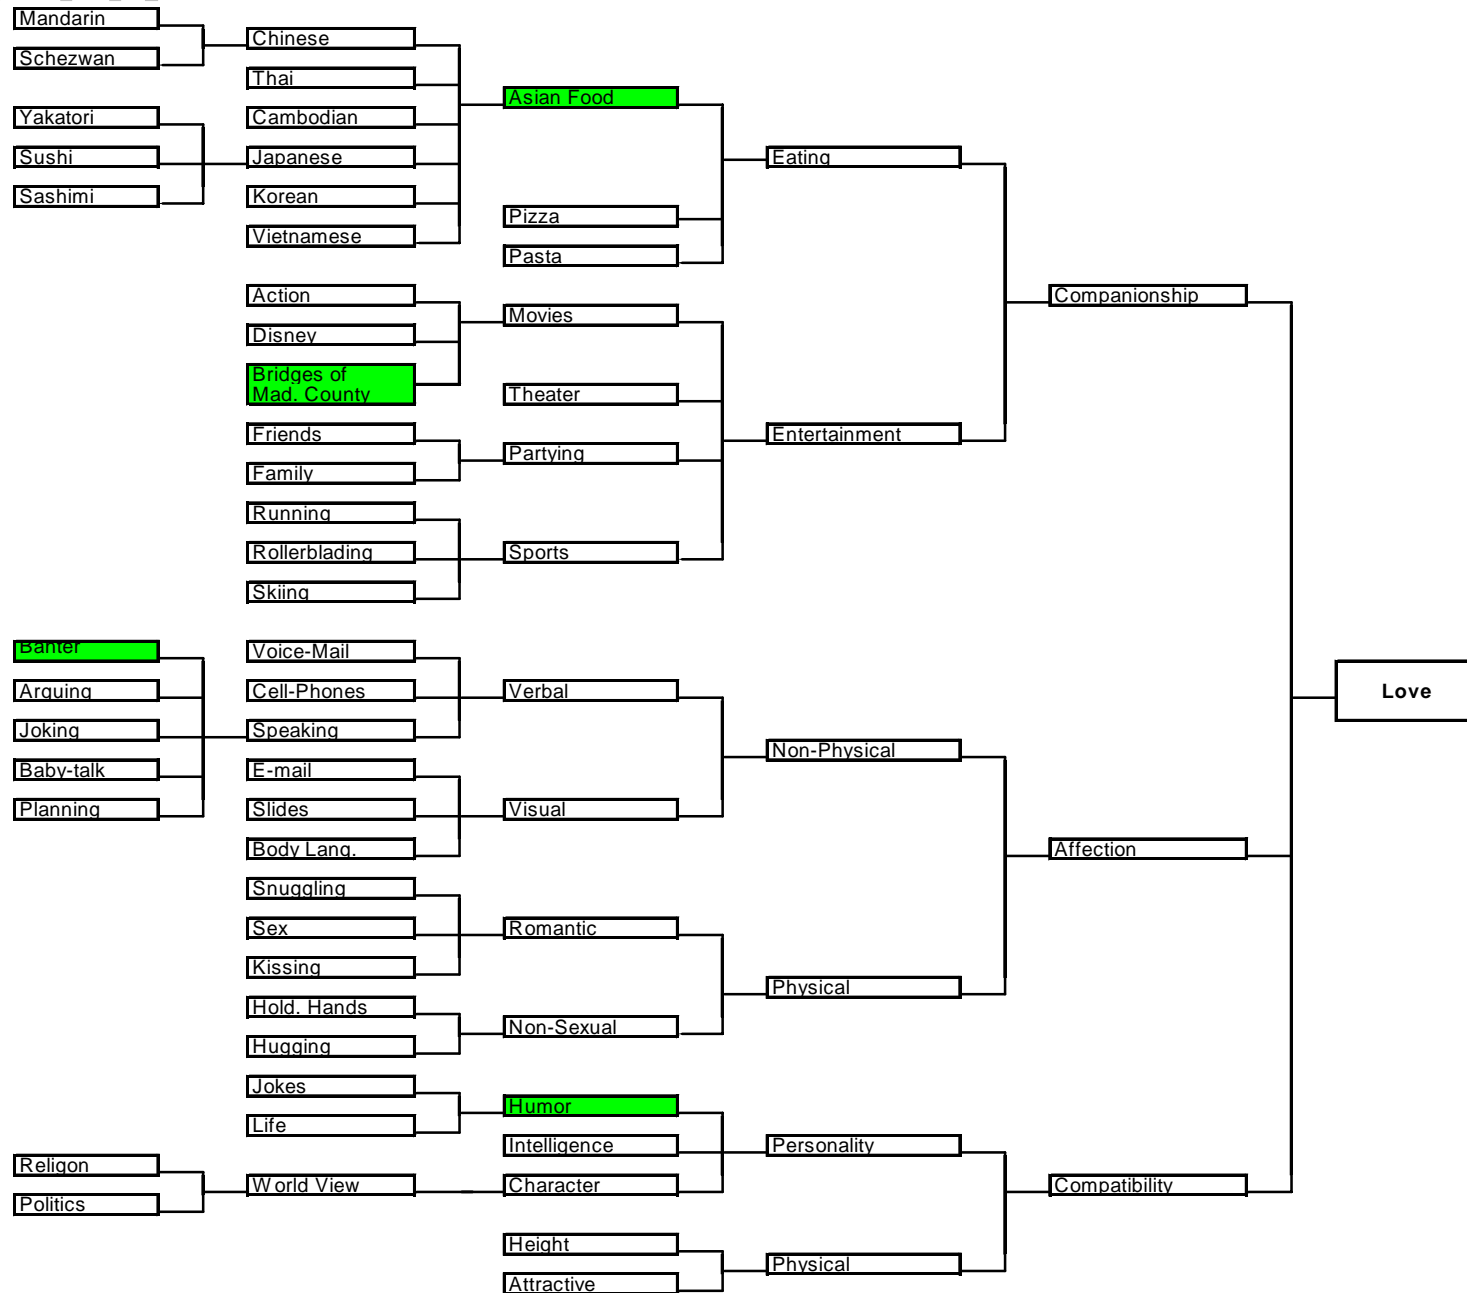 Mandarin
Schezwan
Yakatori
Sushi
Sashimi
Chinese
Thai
Cambodian
Japanese
Korean
Vietnamese
Asian Food
Pizza
Pasta
Eating
Action
Disney
Bridges of
Mad. County
Friends
Family
Running
Rollerblading
Skiing
Movies
Theater
Partying
Sports
Entertainment
Companionship
Banter
Arguing
Joking
Baby-talk
Planning
Voice-Mail
Cell-Phones
Speaking
E-mail
Slides
Body Lang.
Verbal
Visual
Non-Physical
Snuggling
Sex
Kissing
Hold. Hands
Hugging
Romantic
Non-Sexual
Physical
Affection
Jokes
Life
Religon
Politics
World View
Humor
Intelligence
Character
Personality
Height
Attractive
Physical
Compatibility
Love